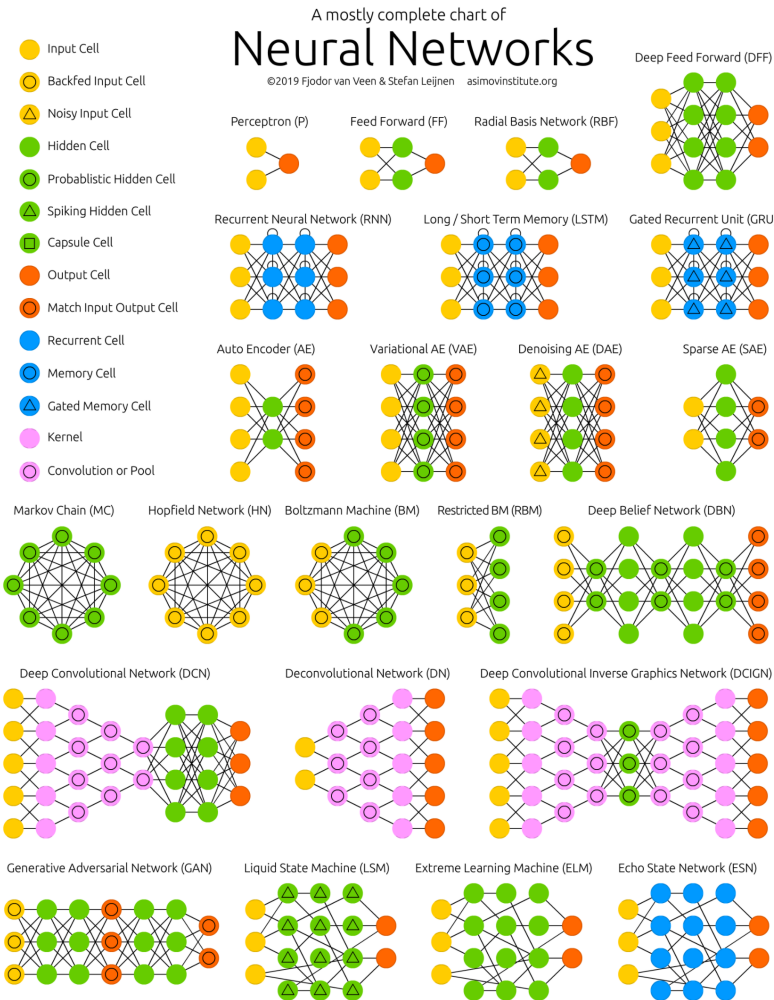 A mostly complete chart of
Neural Networks
©2019 Fjodor van Veen & Stefan Leijnen asimovinstitute.org
Input Cell
Backfed Input Cell
Noisy Input Cell
Hidden Cell
Probablistic Hidden Cell
Spiking Hidden Cell
Capsule Cell
Output Cell
Match Input Output Cell
Recurrent Cell
Memory Cell
Gated Memory Cell
Kernel
Convolution or Pool
Deep Feed Forward (DFF)
Perceptron (P)
Feed Forward (FF)
Radial Basis Network (RBF)
Recurrent Neural Network (RNN)
Long / Short Term Memory (LSTM)
Gated Recurrent Unit (GRU
Auto Encoder (AE)
Variational AE (VAE)
Denoising AE (DAE)
Sparse AE (SAE)
Markov Chain (MC)
Hopfield Network (HN)
Boltzmann Machine (BM)
Restricted BM (RBM)
Deep Belief Network (DBN)
Deep Convolutional Network (DCN)
Deconvolutional Network (DN)
Deep Convolutional Inverse Graphics Network (DCIGN)
Generative Adversarial Network (GAN)
Liquid State Machine (LSM)
Extreme Learning Machine (ELM)
Echo State Network (ESN)